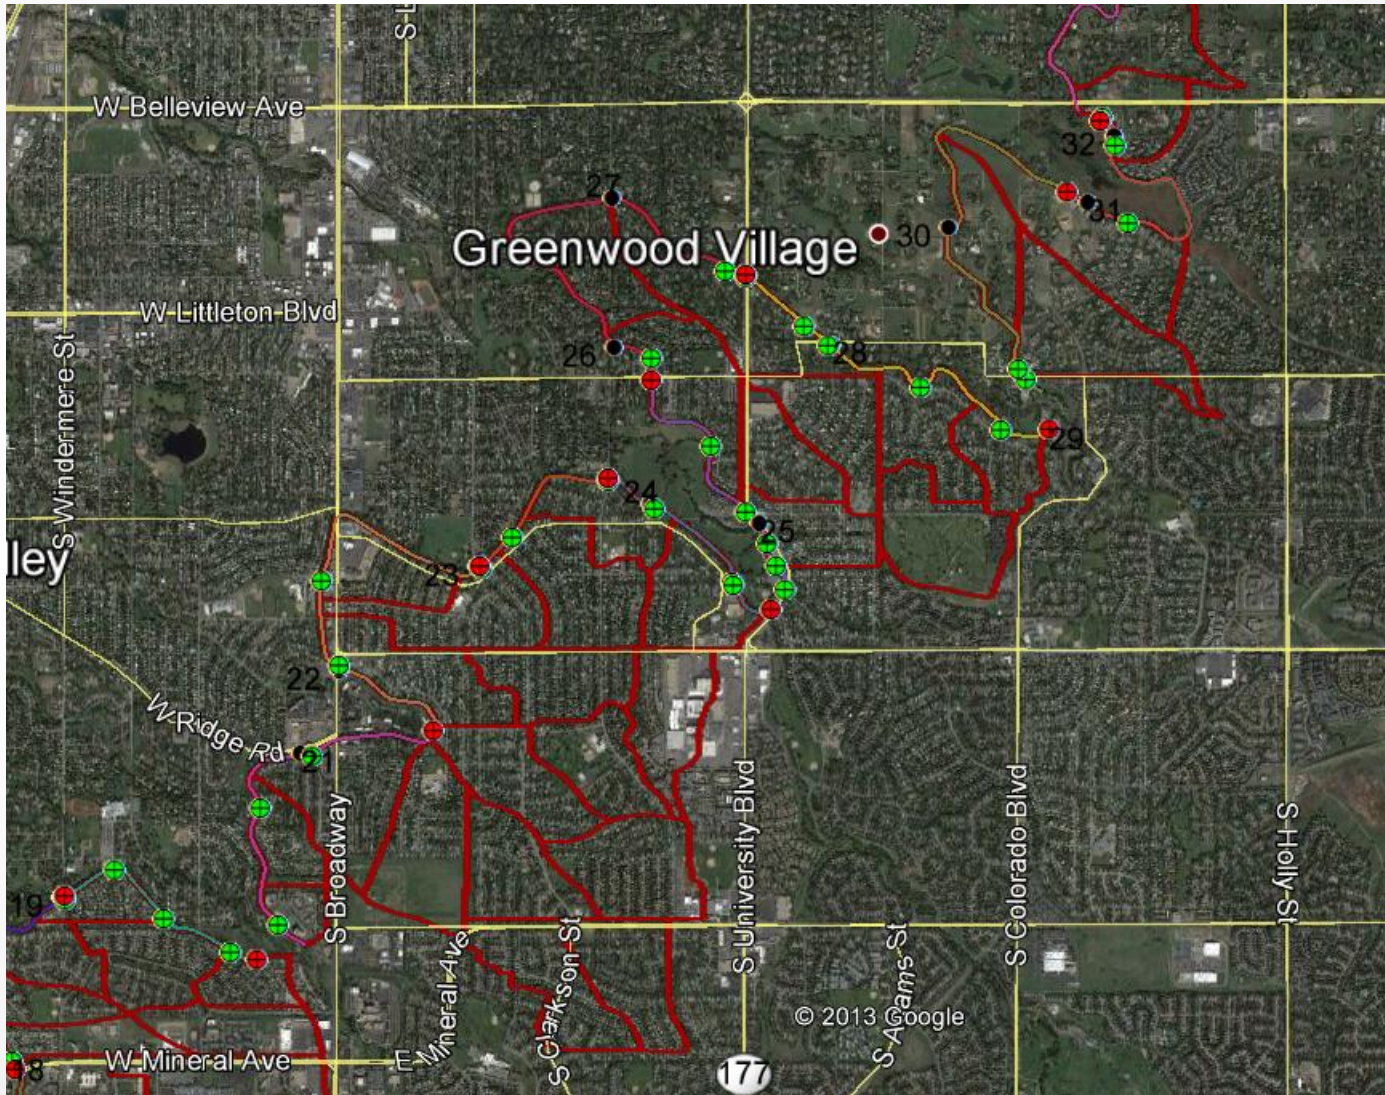 S L
W Belleview Ave
32
27
31
30
Greenwood Village
W Littleton Blvd
26
28
S Windermere St
29
24
25
lley
23
22
W Ridge Rd
21
S Broadway
S University Blvd
S Colorado Blvd
S Holly St
19
E Mineral Ave
S Clarkson St
S Adams St
© 2013 Google
W Mineral Ave
18
177